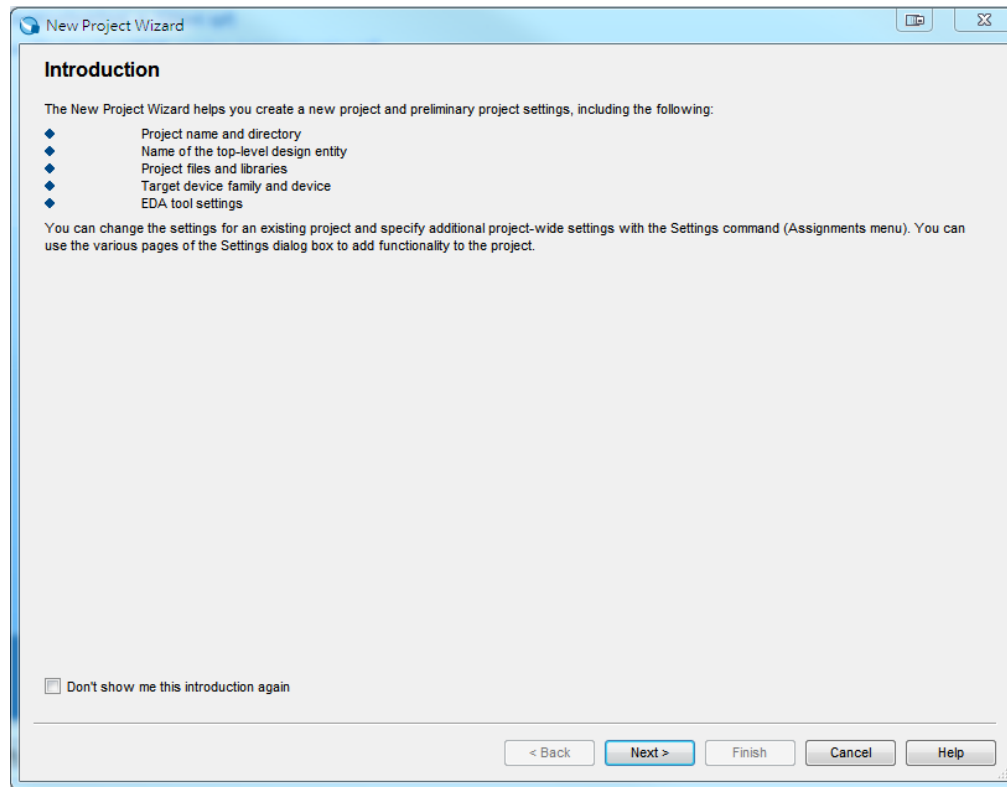 New Project Wizard
Introduction
The New Project Wizard helps you create a new project and preliminary project settings, including the following:
Project name and directory
Name of the top-level design entity
Project files and libraries
Target device family and device
EDA tool settings
You can change the settings for an existing project and specify additional project-wide settings with the Settings command (Assignments menu). You can
use the various pages of the Settings dialog box to add functionality to the project.
Don't show me this introduction again
< Back Next > Finish Cancel Help